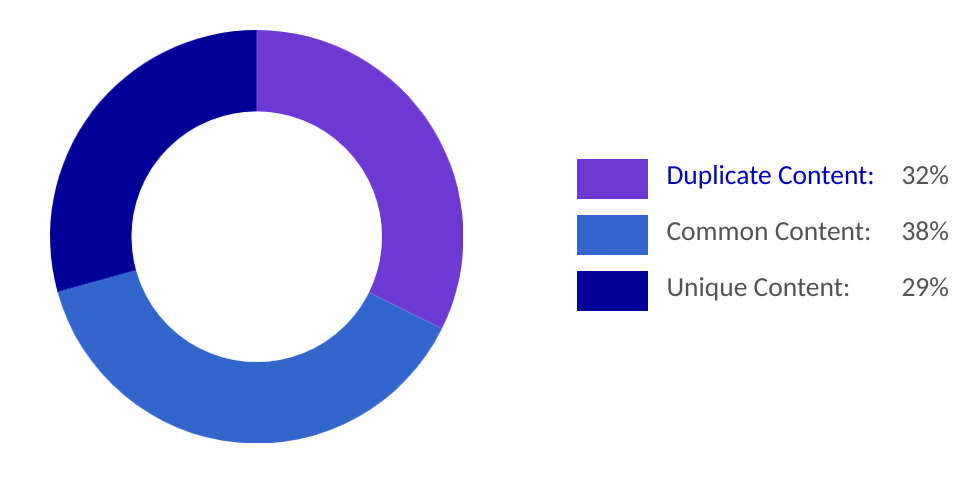 Duplicate Content: 32%
Common Content: 38%
Unique Content: 29%